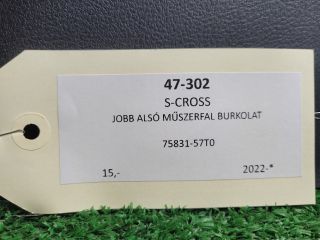 47-302
S-CROSS
JOBB ALSÓ MŰSZERFAL BURKOLAT
75831-57T0
15,- 2022-*